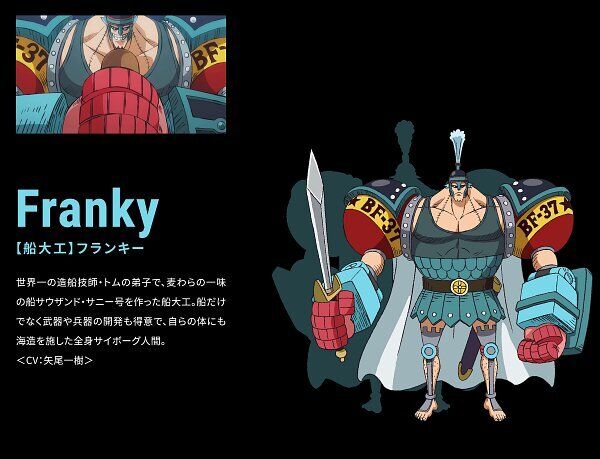 BF-37
BF-37
Franky
【船大工】フランキー
世界一の造船技師・トムの弟子で、麦わらの一味
の船サウザンド・サニー号を作った船大工。船だけ
でなく武器や兵器の開発も得意で、自らの体にも
海造を施した全身サイボーグ人間。
＜CV:矢尾一樹＞
BF-37
BF-37